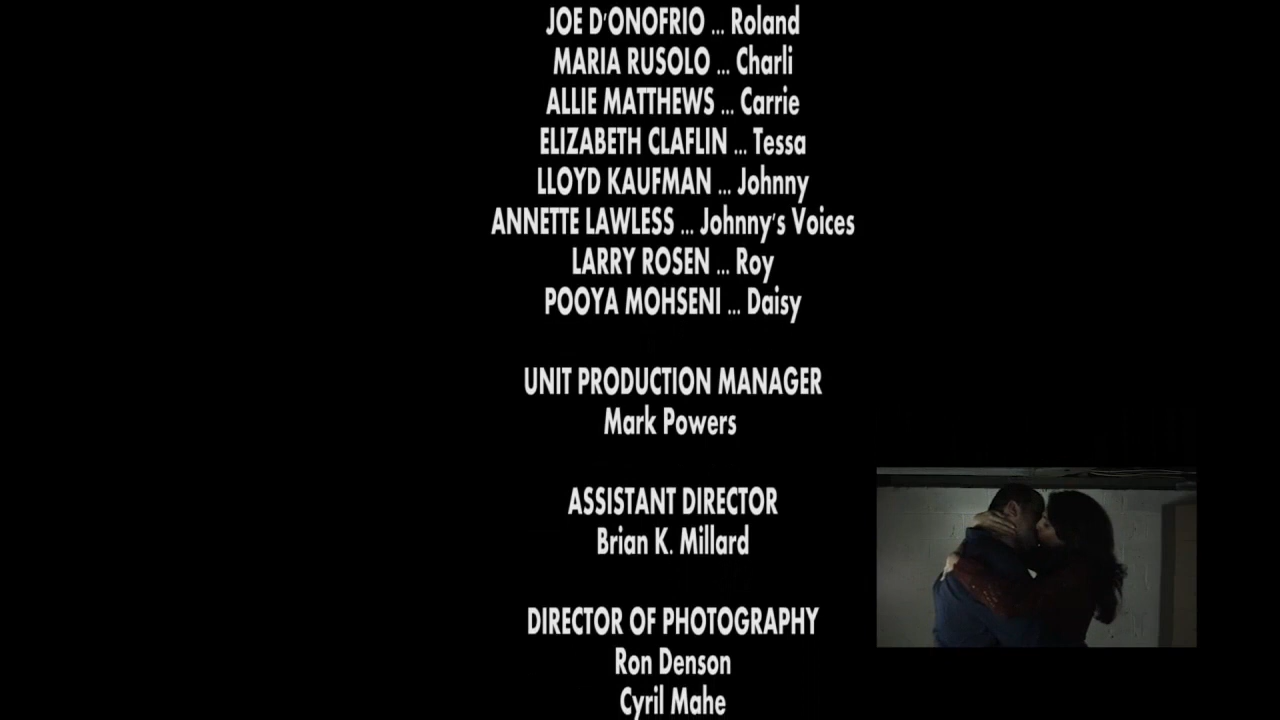 JOE D'ONOFRIO ... Roland
MARIA RUSOLO ... Charli
ALLIE MATTHEWS ... Carrie
ELIZABETH CLAFLIN ... Tessa
LLOYD KAUFMAN ... Johnny
ANNETTE LAWLESS ... Johnny's Voices
LARRY ROSEN ... Roy
POOYA MOHSENI ... Daisy
UNIT PRODUCTION MANAGER
Mark Powers
ASSISTANT DIRECTOR
Brian K. Millard
DIRECTOR OF PHOTOGRAPHY
Ron Denson
Cyril Mahe